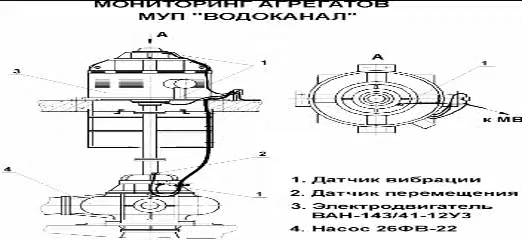 МОНИТОРИНГ АГРЕГАТОВ
МУП "ВОДОКАНАЛ"
А
А
3
1
1
к МВ
2
4
1
1. Датчик вибрации
2. Датчик перемещения
3. Электродвигатель
ВАН-143/41-12УЗ
4. Насос 26ФВ-22